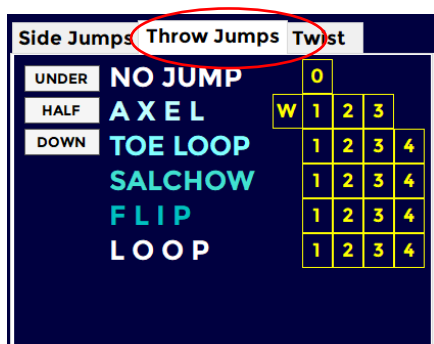 Side Jumps Throw Jumps Twist
UNDER NO JUMP 0
HALF AXEL W 1 2 3
DOWN TOE LOOP 1 2 3 4
SALCHOW 1 2 3 4
FLIP 1 2 3 4
LOOP 1 2 3 4